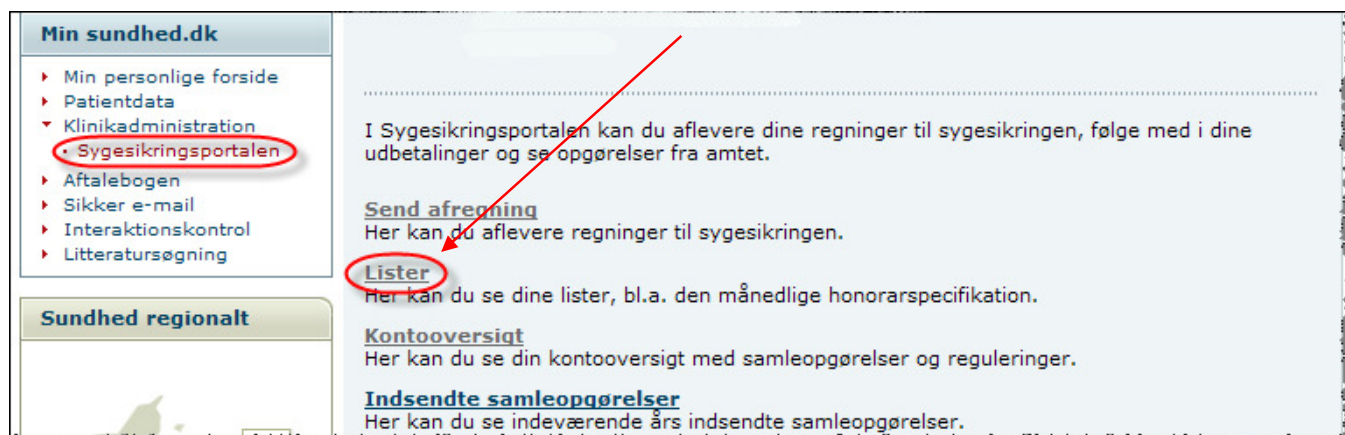 Min sundhed.dk
Min personlige forside
Patientdata
Klinikadministration
Sygesikringsportalen
Aftalebogen
Sikker e-mail
Interaktionskontrol
Litteratursøgning
Sundhed regionalt
I Sygesikringsportalen kan du aflevere dine regninger til sygesikringen, følge med i dine
udbetalinger og se opgørelser fra amtet.
Send afregning
Her kan du aflevere regninger til sygesikringen.
Lister
Her kan du se dine lister, bl.a. den månedlige honorarspecifikation.
Kontooversigt
Her kan du se din kontooversigt med samleopgørelser og reguleringer.
Indsendte samleopgørelser
Her kan du se indeværende års indsendte samleopgørelser.